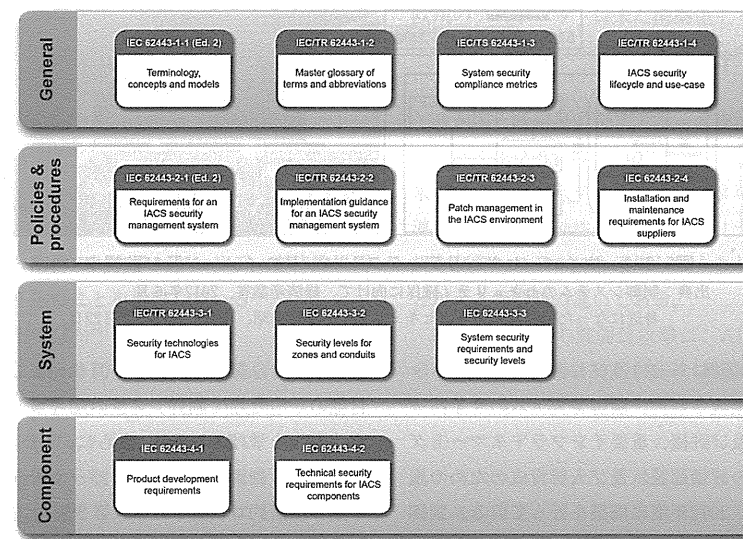 General
IEC 62443-1-1 (Ed. 2)
Terminology,
concepts and models
IEC/TR 62443-1-2
Master glossary of
terms and abbreviations
IEC/TS 62443-1-3
System security
compliance metrics
IEC/TR 62443-1-4
IACS security
lifecycle and use-case
Policies &
procedures
IEC 62443-2-1 (Ed. 2)
Requirements for an
IACS security
management system
IEC/TR 62443-2-2
Implementation guidance
for an IACS security
management system
IEC/TR 62443-2-3
Patch management in
the IACS environment
IEC 62443-2-4
Installation and
maintenance
requirements for IACS
suppliers
System
IEC/TR 62443-3-1
Security technologies
for IACS
IEC 62443-3-2
Security levels for
zones and conduits
IEC 62443-3-3
System security
requirements and
security levels
Component
IEC 62443-4-1
Product development
requirements
IEC 62443-4-2
Technical security
requirements for IACS
components